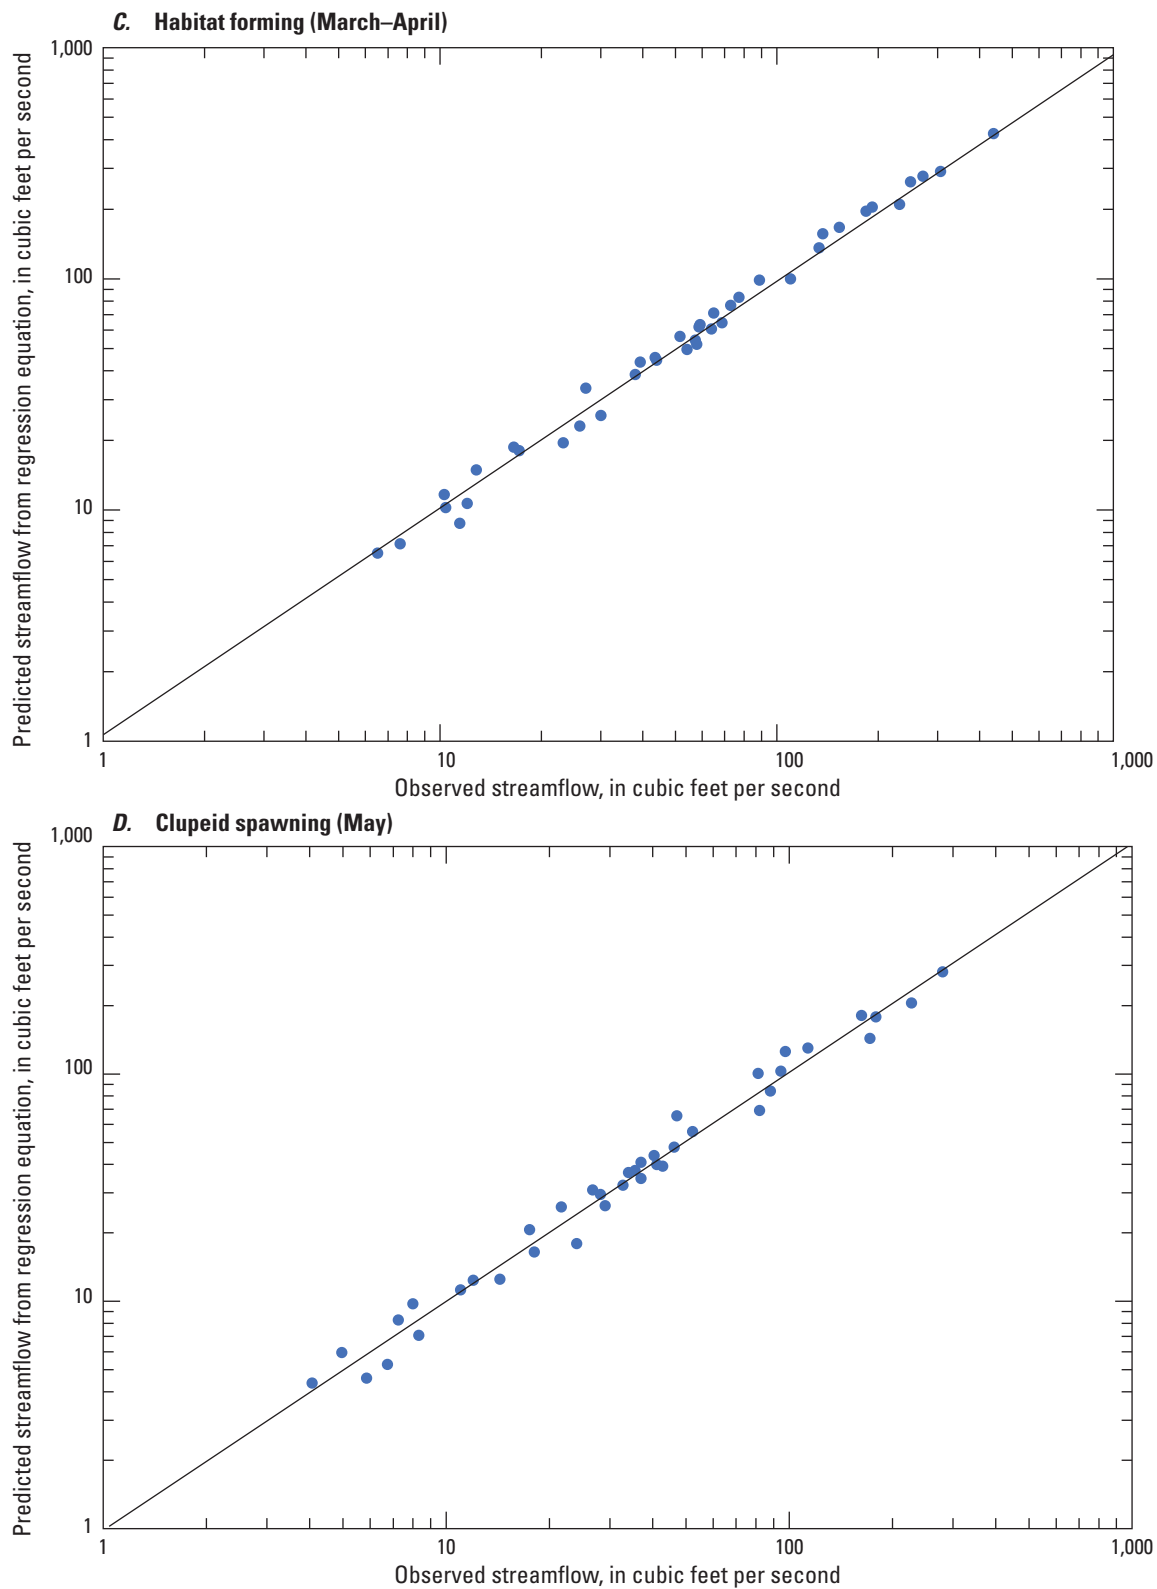 C. Habitat forming (March–April)
Predicted streamflow from regression equation, in cubic feet per second
1,000
100
10
1
1 10 100 1,000
Observed streamflow, in cubic feet per second
D. Clupeid spawning (May)
Predicted streamflow from regression equation, in cubic feet per second
1,000
100
10
1
1 10 100 1,000
Observed streamflow, in cubic feet per second